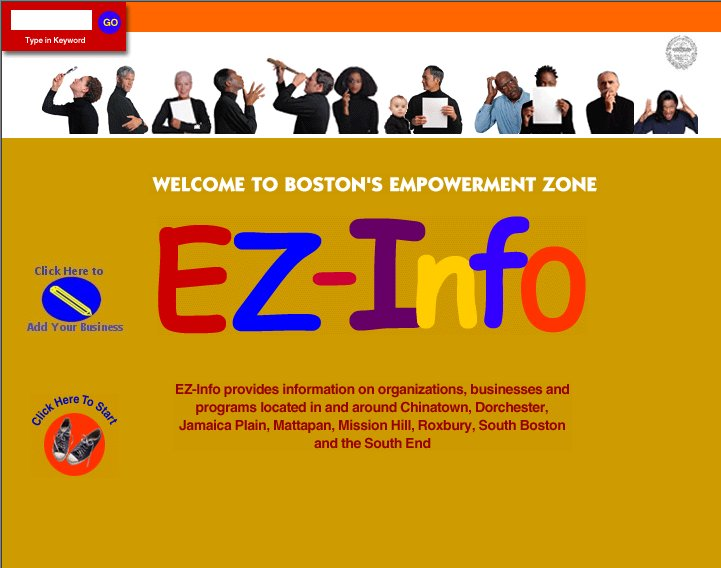 GO
Type in Keyword
WELCOME TO BOSTON'S EMPOWERMENT ZONE
EZ-Info
Click Here to
Add Your Business
EZ-Info provides information on organizations, businesses and
programs located in and around Chinatown, Dorchester,
Jamaica Plain, Mattapan, Mission Hill, Roxbury, South Boston
and the South End
Click Here To Start